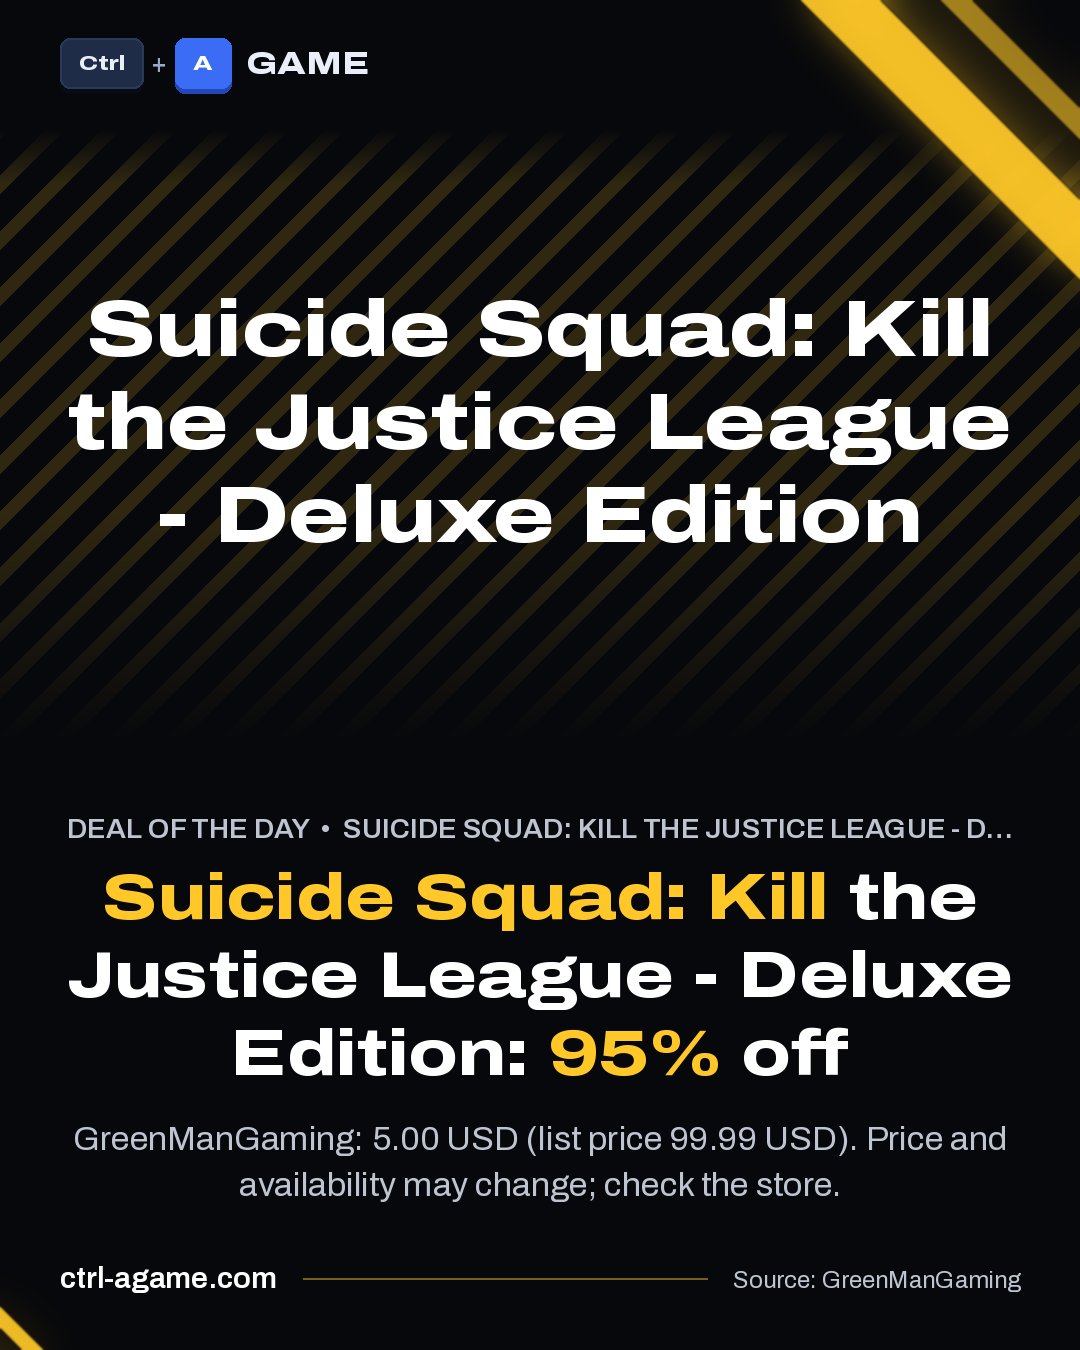 Ctrl + A GAME
Suicide Squad: Kill
the Justice League
- Deluxe Edition
DEAL OF THE DAY • SUICIDE SQUAD: KILL THE JUSTICE LEAGUE - D...
Suicide Squad: Kill the
Justice League - Deluxe
Edition: 95% off
GreenManGaming: 5.00 USD (list price 99.99 USD). Price and
availability may change; check the store.
ctrl-agame.com
Source: GreenManGaming